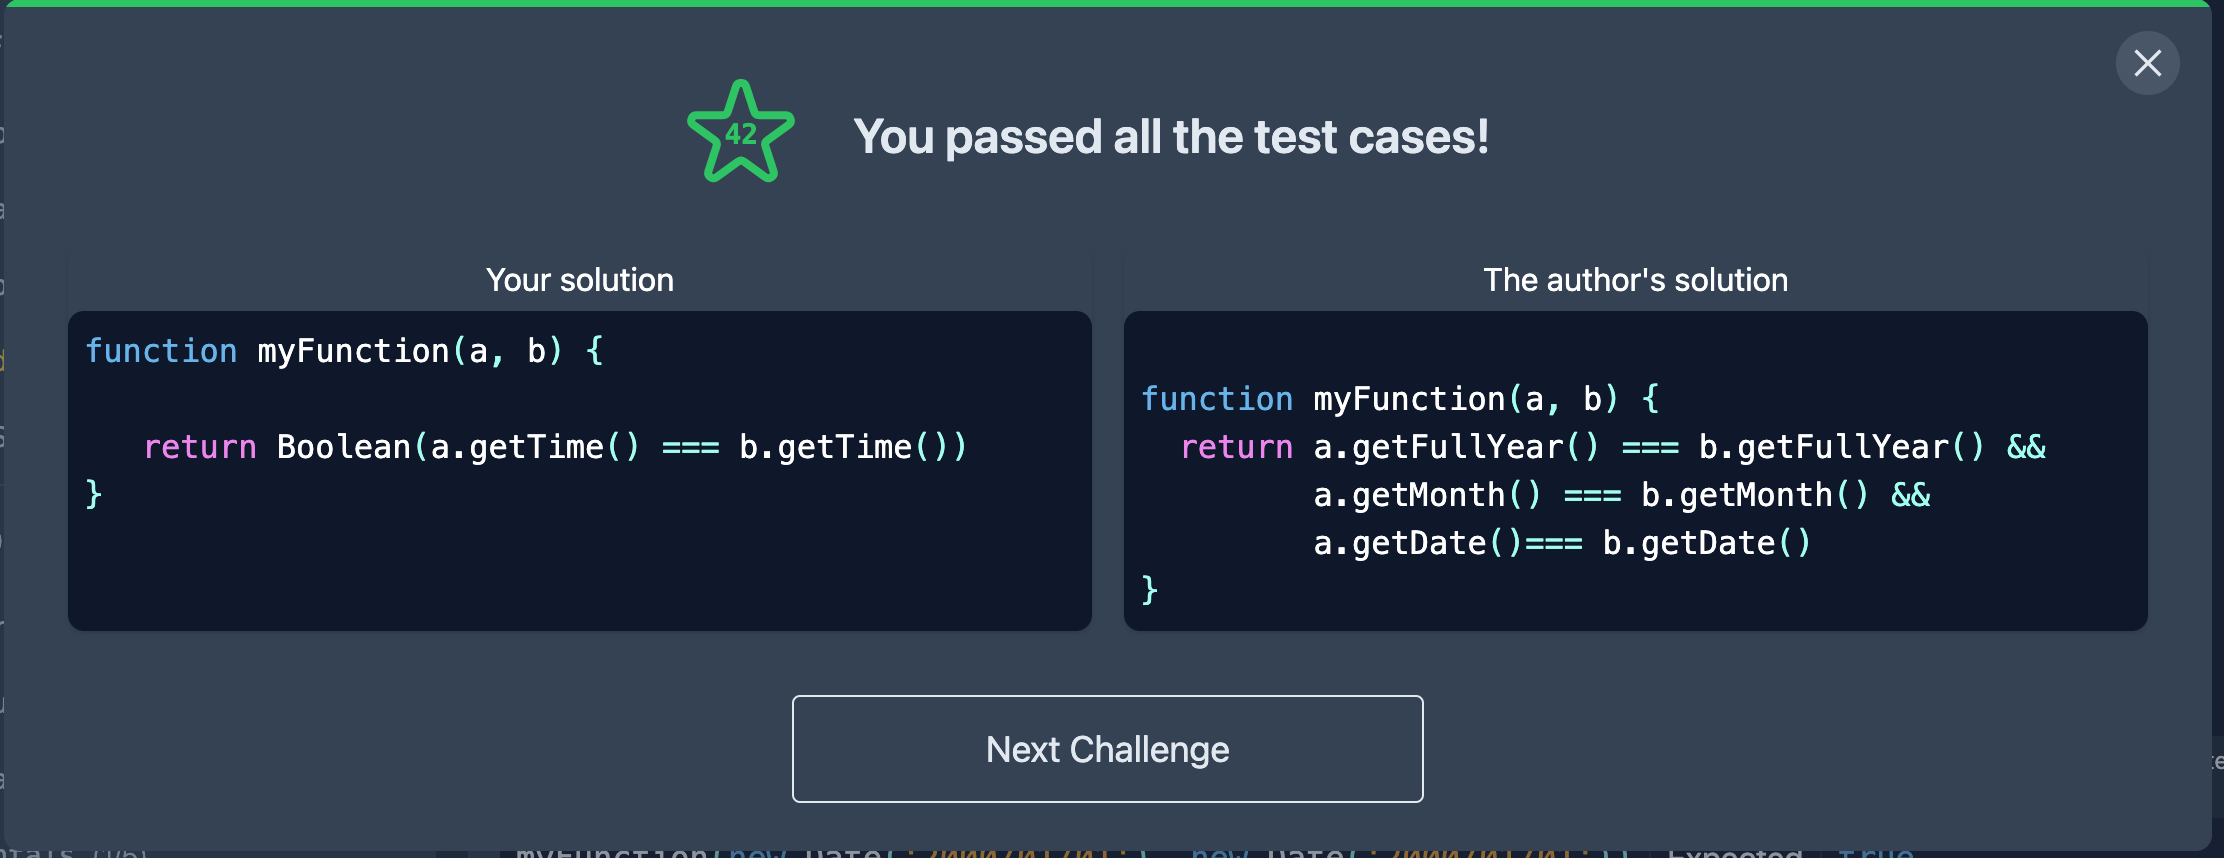 42
You passed all the test cases!
Your solution
function myFunction(a, b) {
return Boolean(a.getTime() === b.getTime())
}
The author's solution
function myFunction(a, b) {
return a.getFullYear() === b.getFullYear() &&
a.getMonth() === b.getMonth() &&
a.getDate()=== b.getDate()
}
Next Challenge